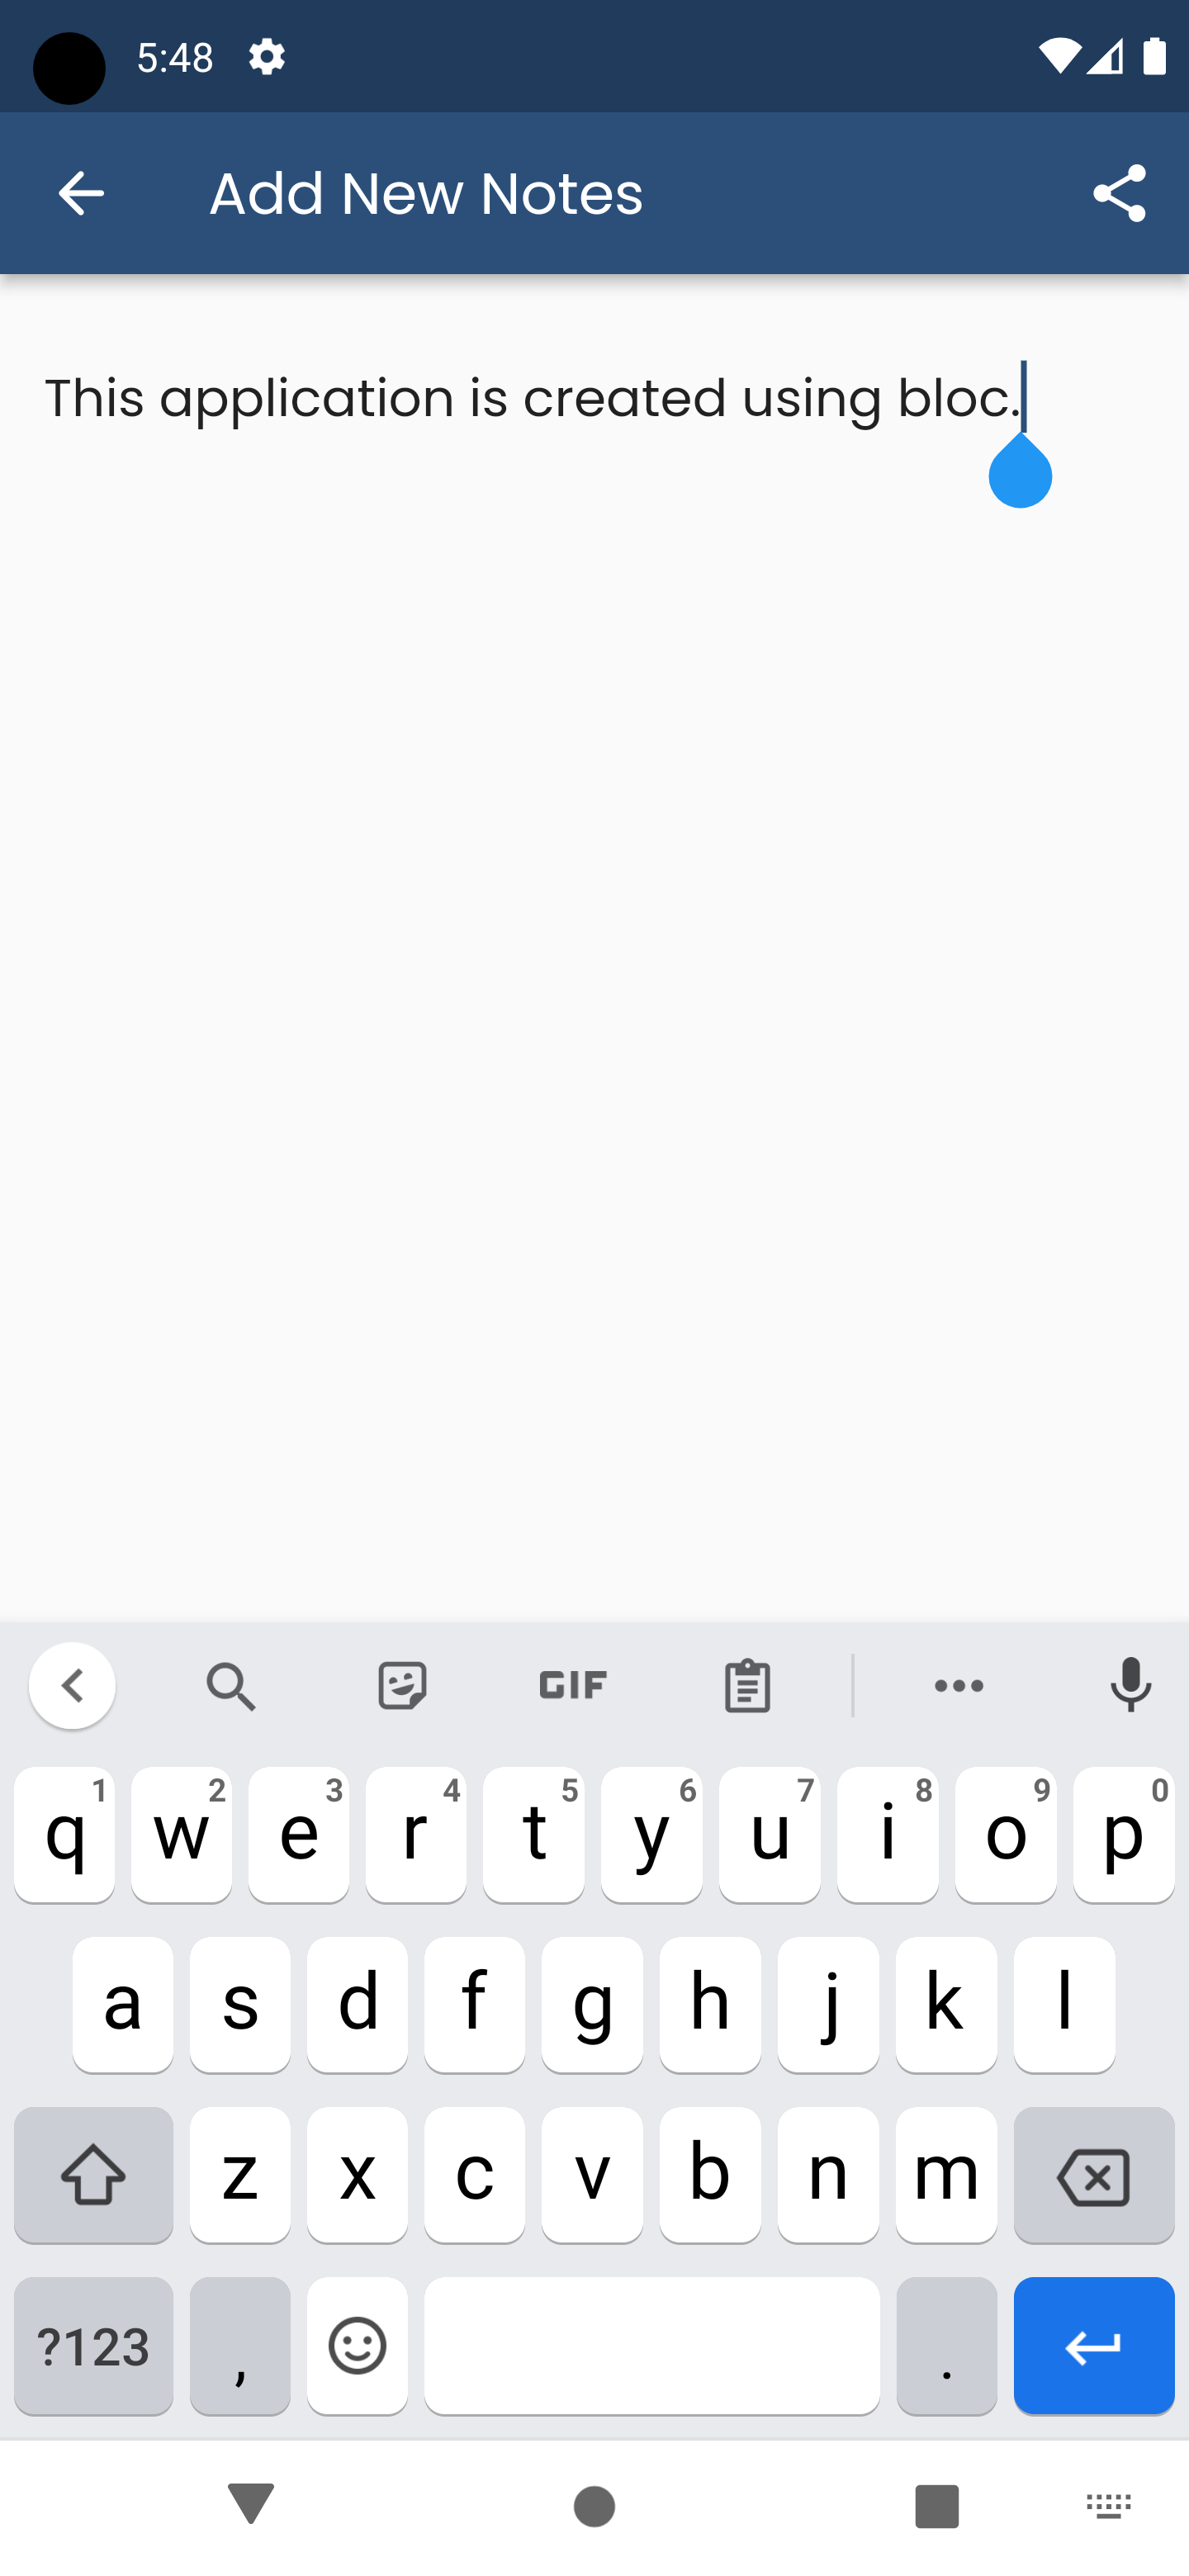 5:48
Add New Notes
This application is created using bloc.
GIF
1 2 3 4 5 6 7 8 9 0
q w e r t y u i o p
a s d f g h j k l
z x c v b n m
?123 , .